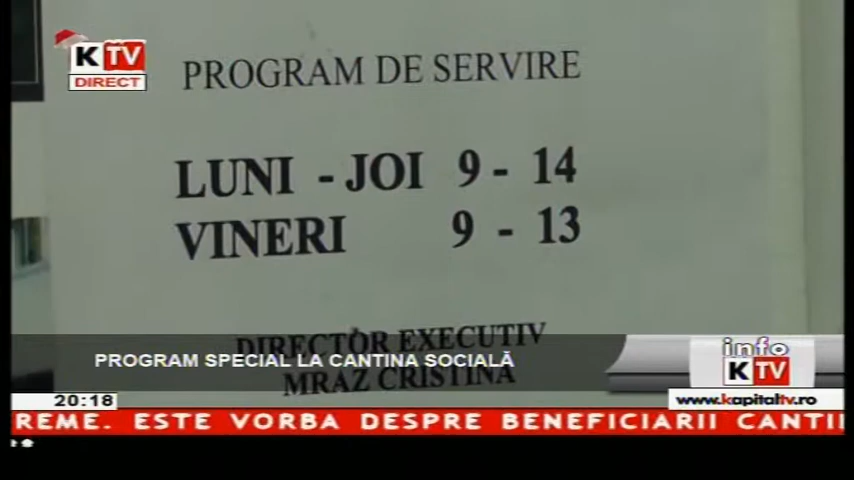 KTV
DIRECT
PROGRAM DE SERVIRE
LUNI - JOI 9 - 14
VINERI 9 - 13
DIRECTOR EXECUTIV
MRAZ CRISTINA
PROGRAM SPECIAL LA CANTINA SOCIALĂ
info
KTV
20:18
www.kapitaltv.ro
REME. ESTE VORBA DESPRE BENEFICIARII CANTI